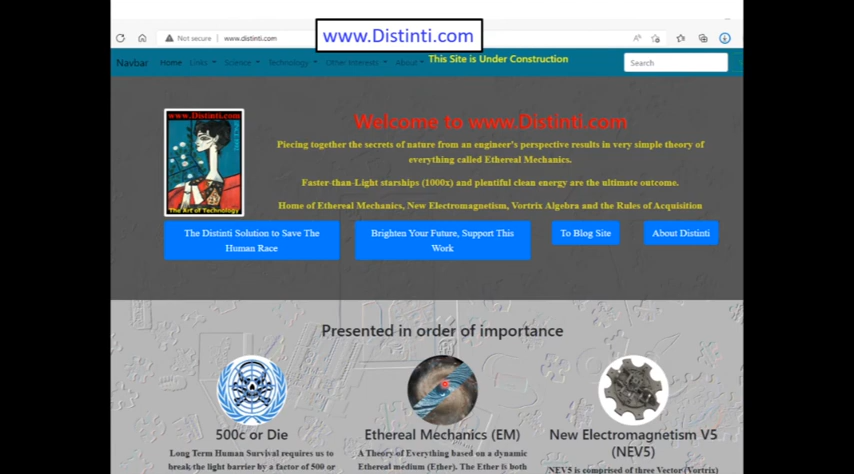 www.Distinti.com
Not secure | www.distinti.com
Navbar Home Links Science Technology Other Interests About This Site is Under Construction Search
www.Distinti.com
The Art of Technology
Welcome to www.Distinti.com
Piecing together the secrets of nature from an engineer's perspective results in very simple theory of
everything called Ethereal Mechanics.
Faster-than-Light starships (1000x) and plentiful clean energy are the ultimate outcome.
Home of Ethereal Mechanics, New Electromagnetism, Vortrix Algebra and the Rules of Acquisition
The Distinti Solution to Save The
Human Race
Brighten Your Future, Support This
Work
To Blog Site
About Distinti
Presented in order of importance
500c or Die
Long Term Human Survival requires us to
break the light barrier by a factor of 500 or
Ethereal Mechanics (EM)
A Theory of Everything based on a dynamic
Ethereal medium (Ether). The Ether is both
New Electromagnetism V5
(NEV5)
NEV5 is comprised of three Vector (Vortrix)